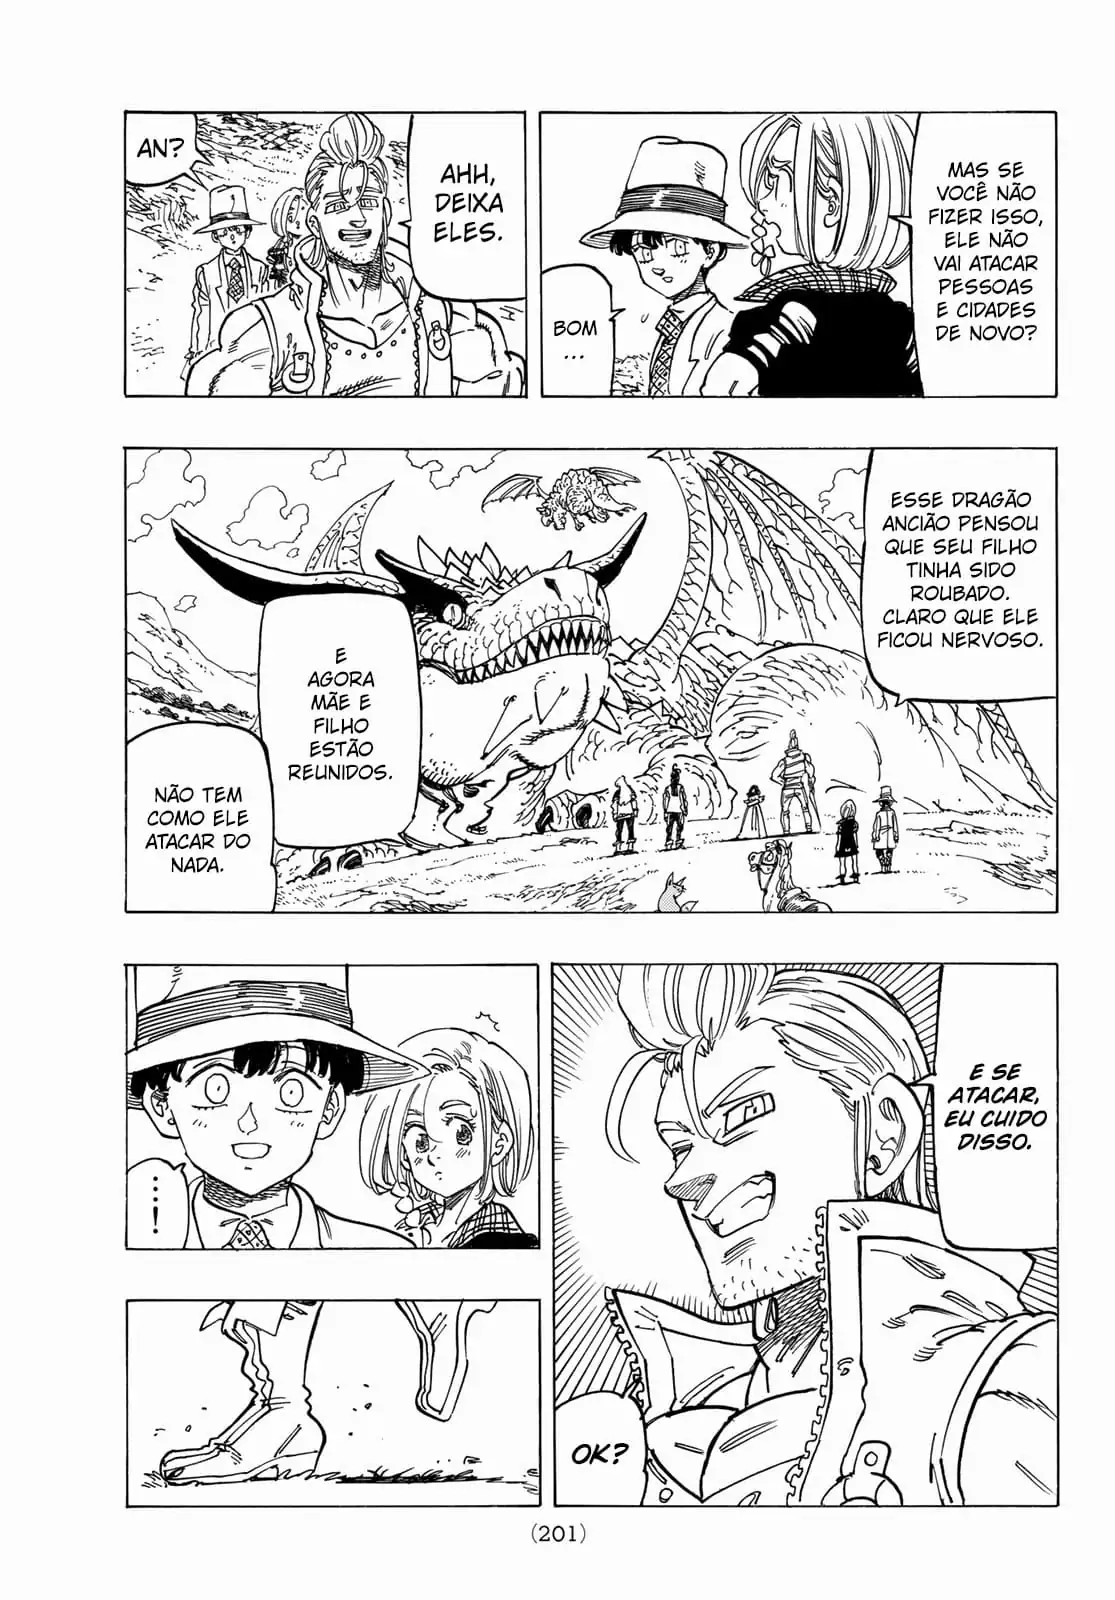 MAS SE
VOCÊ NÃO
FIZER ISSO,
ELE NÃO
VAI ATACAR
PESSOAS
E CIDADES
DE NOVO?
BOM
...
AHH,
DEIXA
ELES.
AN?
ESSE DRAGÃO
ANCIÃO PENSOU
QUE SEU FILHO
TINHA SIDO
ROUBADO.
CLARO QUE ELE
FICOU NERVOSO.
E
AGORA
MÃE E
FILHO
ESTÃO
REUNIDOS.
NÃO TEM
COMO ELE
ATACAR DO
NADA.
E SE
ATACAR,
EU CUIDO
DISSO.
OK?
...!
(201)